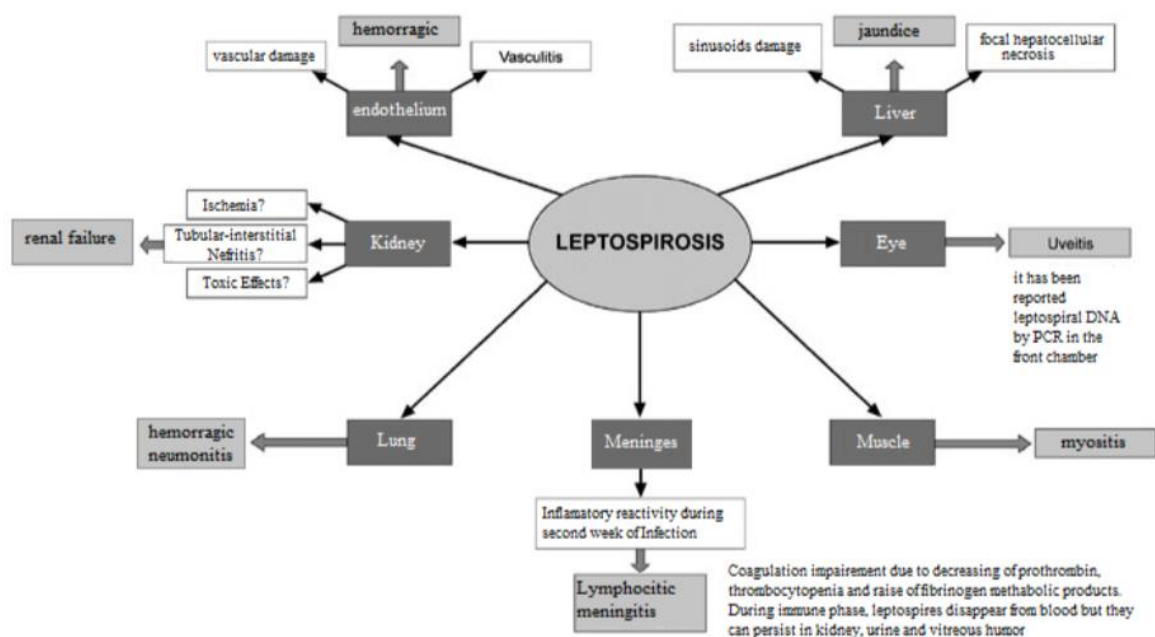 hemorragic
vascular damage
Vasculitis
endothelium
jaundice
sinusoids damage
focal hepatocellular
necrosis
Liver
LEPTOSPIROSIS
Ischemia?
Tubular-interstitial
Nefritis?
Toxic Effects?
Kidney
renal failure
Eye
Uveitis
it has been
reported
leptospiral DNA
by PCR in the
front chamber
hemorragic
neumonitis
Lung
Meninges
Muscle
myositis
Inflamatory reactivity during
second week of Infection
Lymphocitic
meningitis
Coagulation impairement due to decreasing of prothrombin,
thrombocytopenia and raise of fibrinogen methabolic products.
During immune phase, leptospires disappear from blood but they
can persist in kidney, urine and vitreous humor